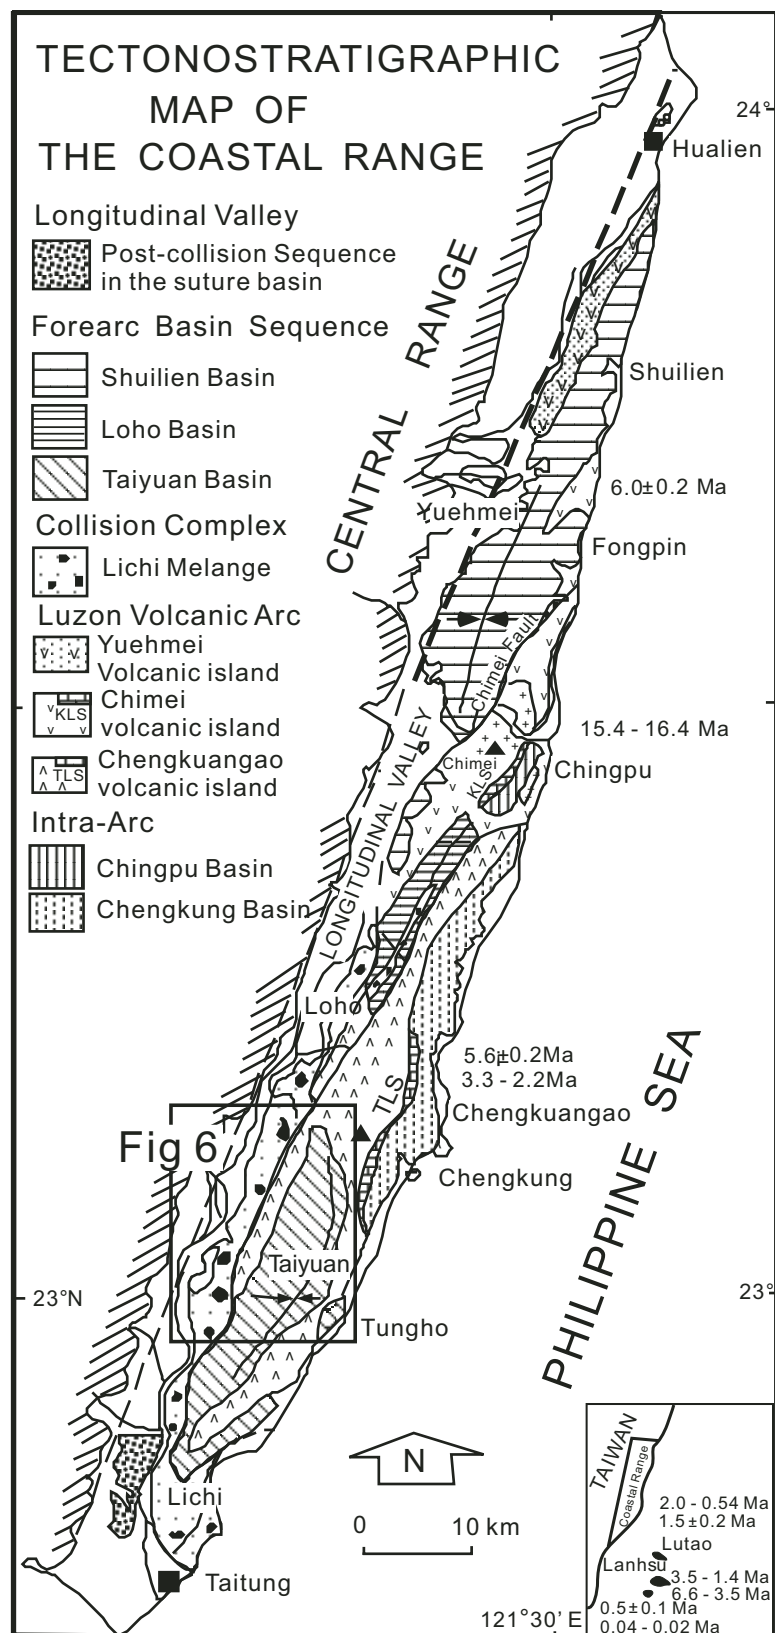 TECTONOSTRATIGRAPHIC
MAP OF
THE COASTAL RANGE
Longitudinal Valley
Post-collision Sequence
in the suture basin
Forearc Basin Sequence
Shuilien Basin
Loho Basin
Taiyuan Basin
Collision Complex
Lichi Melange
Luzon Volcanic Arc
Yuehmei
Volcanic island
KLS
Chimei
volcanic island
TLS
Chengkuangao
volcanic island
Intra-Arc
Chingpu Basin
Chengkung Basin
CENTRAL RANGE
24°
Hualien
Shuilien
6.0±0.2 Ma
Yuehmei
Fongpin
Chimei Fault
15.4 - 16.4 Ma
Chimei
Chingpu
KLS
LONGITUDINAL VALLEY
Loho
5.6±0.2Ma
3.3 - 2.2Ma
TLS
Chengkuangao
Fig 6
Chengkung
PHILIPPINE SEA
Taiyuan
23°N
23°
Tungho
N
Lichi
0 10 km
Taitung
121°30' E
TAIWAN
Coastal Range
2.0 - 0.54 Ma
1.5±0.2 Ma
Lutao
Lanhsu
3.5 - 1.4 Ma
6.6 - 3.5 Ma
0.5±0.1 Ma
0.04 - 0.02 Ma